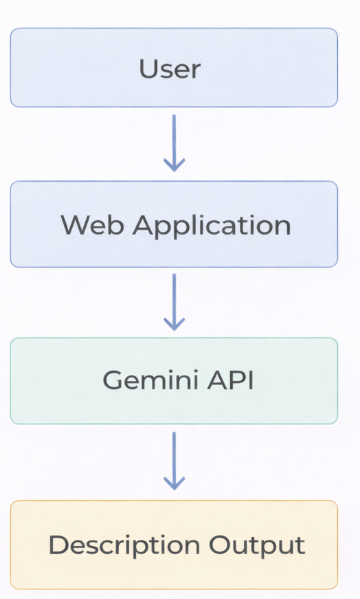 User
Web Application
Gemini API
Description Output